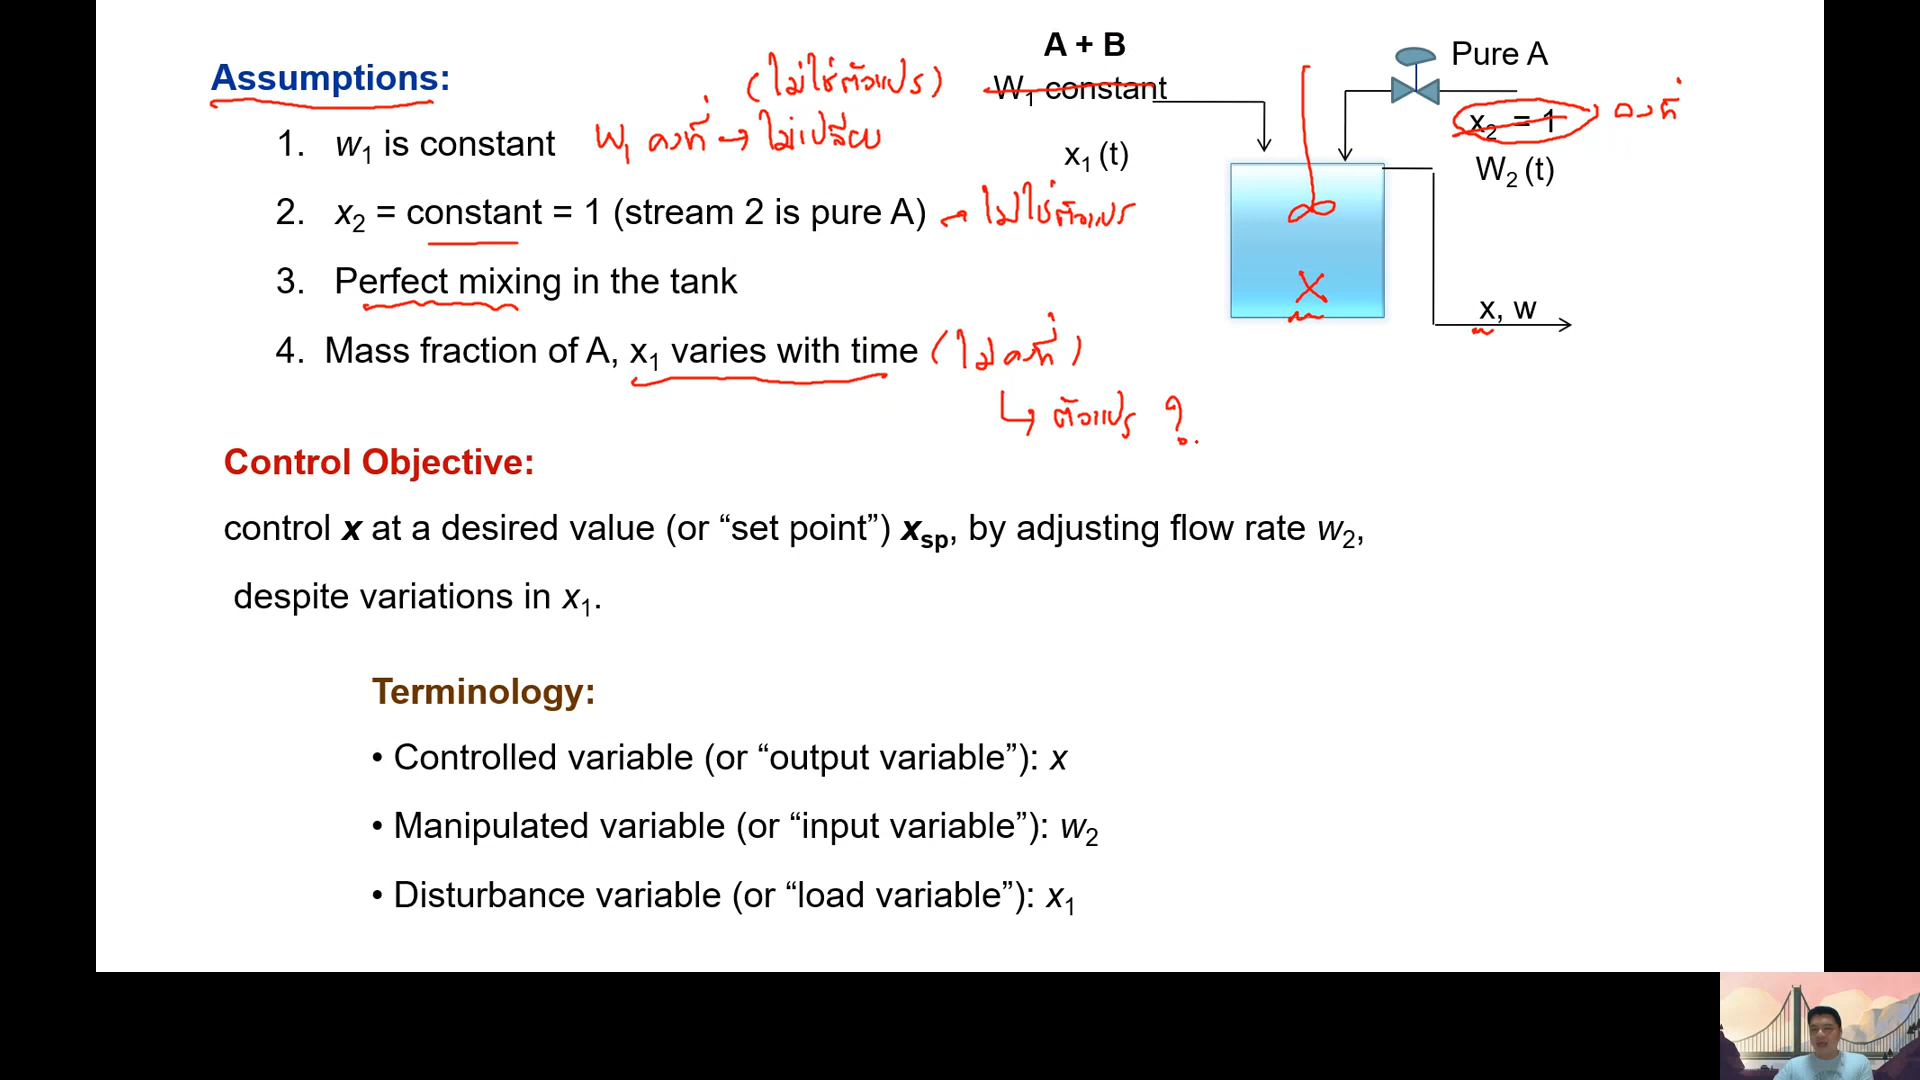 A + B
Assumptions:
(ไม่ใช่ตัวแปร)
W1 constant
Pure A
x2 = 1
คงที่
1. w1 is constant
W1 คงที่ → ไม่เปลี่ยน
x1 (t)
W2 (t)
2. x2 = constant = 1 (stream 2 is pure A)
→ ไม่ใช่ตัวแปร
3. Perfect mixing in the tank
X
x, w
4. Mass fraction of A, x1 varies with time
(ไม่คงที่)
↳ ตัวแปร ?
Control Objective:
control x at a desired value (or “set point”) xsp, by adjusting flow rate w2,
despite variations in x1.
Terminology:
• Controlled variable (or “output variable”): x
• Manipulated variable (or “input variable”): w2
• Disturbance variable (or “load variable”): x1